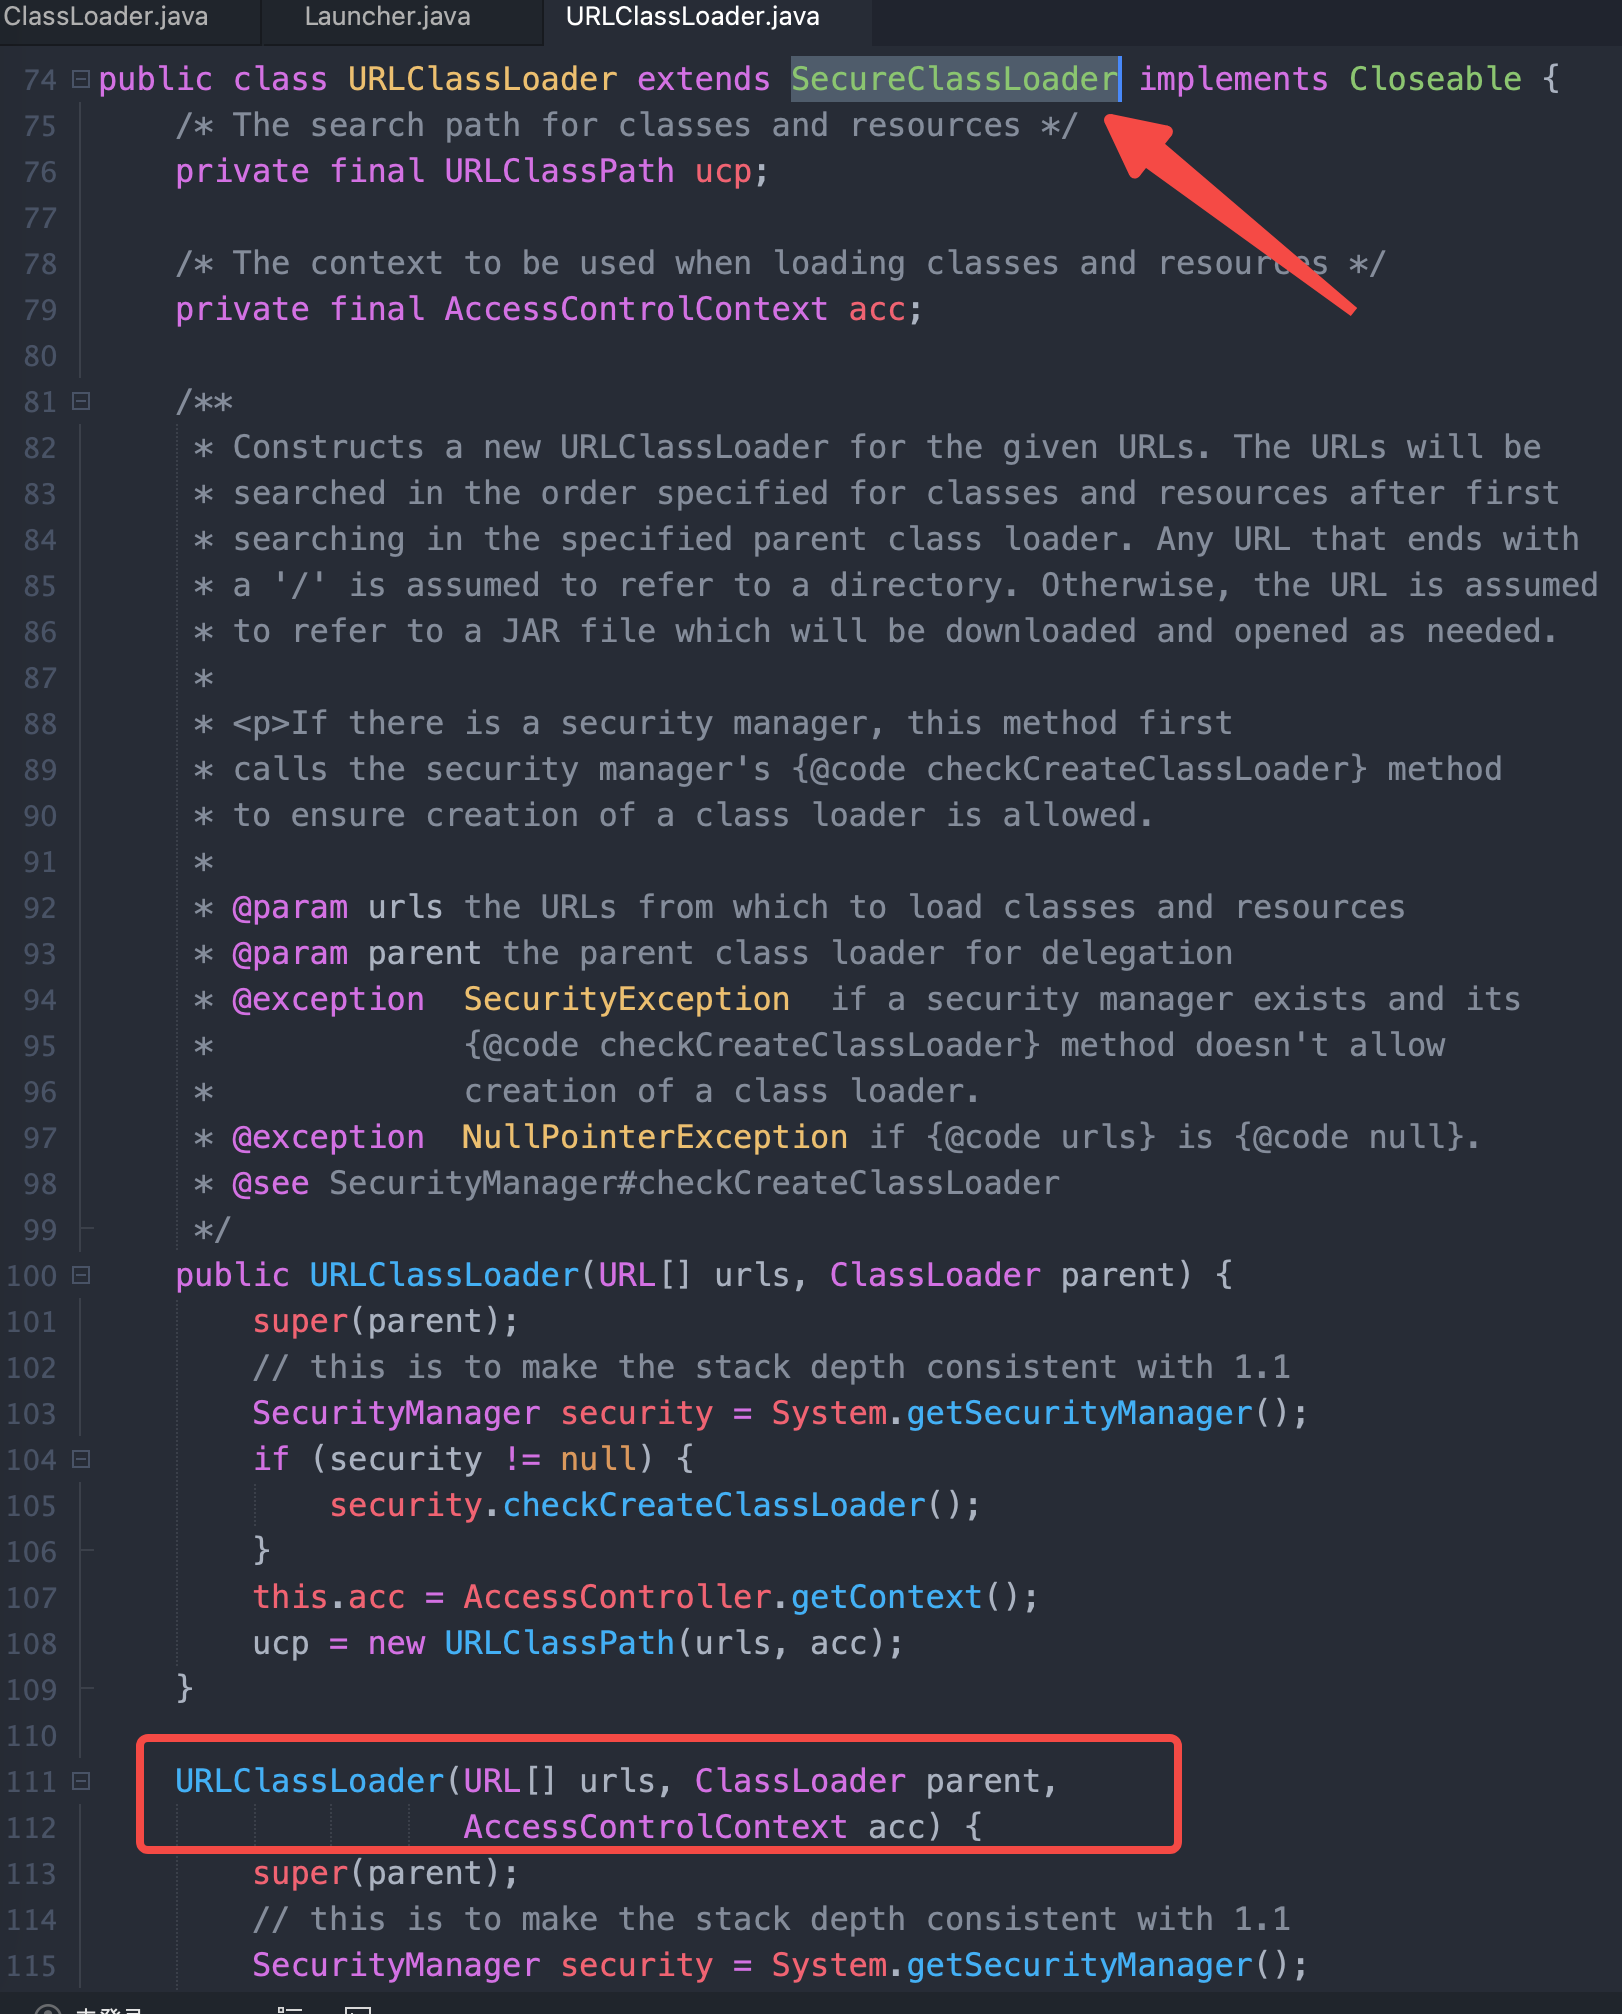 ClassLoader.java Launcher.java URLClassLoader.java
74 public class URLClassLoader extends SecureClassLoader implements Closeable {
75 /* The search path for classes and resources */
76 private final URLClassPath ucp;
77
78 /* The context to be used when loading classes and resources */
79 private final AccessControlContext acc;
80
81 /**
82 * Constructs a new URLClassLoader for the given URLs. The URLs will be
83 * searched in the order specified for classes and resources after first
84 * searching in the specified parent class loader. Any URL that ends with
85 * a '/' is assumed to refer to a directory. Otherwise, the URL is assumed
86 * to refer to a JAR file which will be downloaded and opened as needed.
87 *
88 * <p>If there is a security manager, this method first
89 * calls the security manager's {@code checkCreateClassLoader} method
90 * to ensure creation of a class loader is allowed.
91 *
92 * @param urls the URLs from which to load classes and resources
93 * @param parent the parent class loader for delegation
94 * @exception  SecurityException  if a security manager exists and its
95 *             {@code checkCreateClassLoader} method doesn't allow
96 *             creation of a class loader.
97 * @exception  NullPointerException if {@code urls} is {@code null}.
98 * @see SecurityManager#checkCreateClassLoader
99 */
100 public URLClassLoader(URL[] urls, ClassLoader parent) {
101 super(parent);
102 // this is to make the stack depth consistent with 1.1
103 SecurityManager security = System.getSecurityManager();
104 if (security != null) {
105 security.checkCreateClassLoader();
106 }
107 this.acc = AccessController.getContext();
108 ucp = new URLClassPath(urls, acc);
109 }
110
111 URLClassLoader(URL[] urls, ClassLoader parent,
112 AccessControlContext acc) {
113 super(parent);
114 // this is to make the stack depth consistent with 1.1
115 SecurityManager security = System.getSecurityManager();